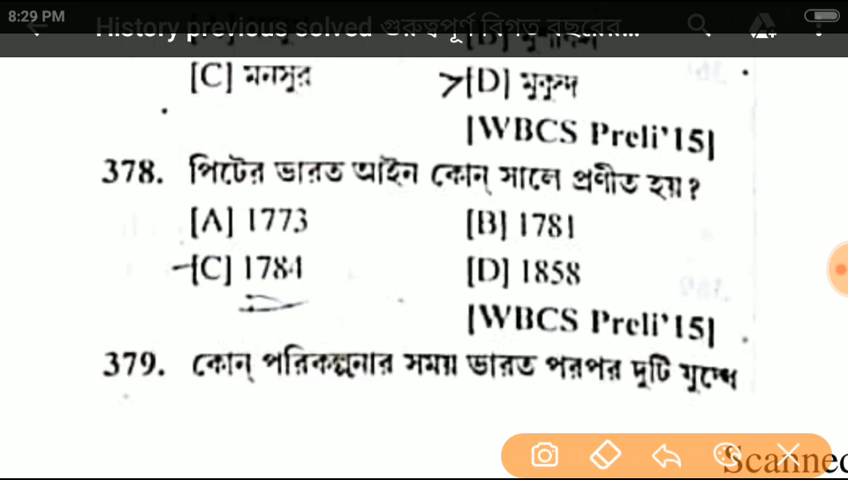 8:29 PM
History previous solved গুরুত্বপূর্ণ বিগত বছরের...
[C] মনসুর [D] মুকুন্দ
[WBCS Preli'15]
378. পিটের ভারত আইন কোন্ সালে প্রণীত হয়?
[A] 1773 [B] 1781
[C] 1784 [D] 1858
[WBCS Preli'15]
379. কোন্ পরিকল্পনার সময় ভারত পরপর দুটি যুদ্ধে
Scanned